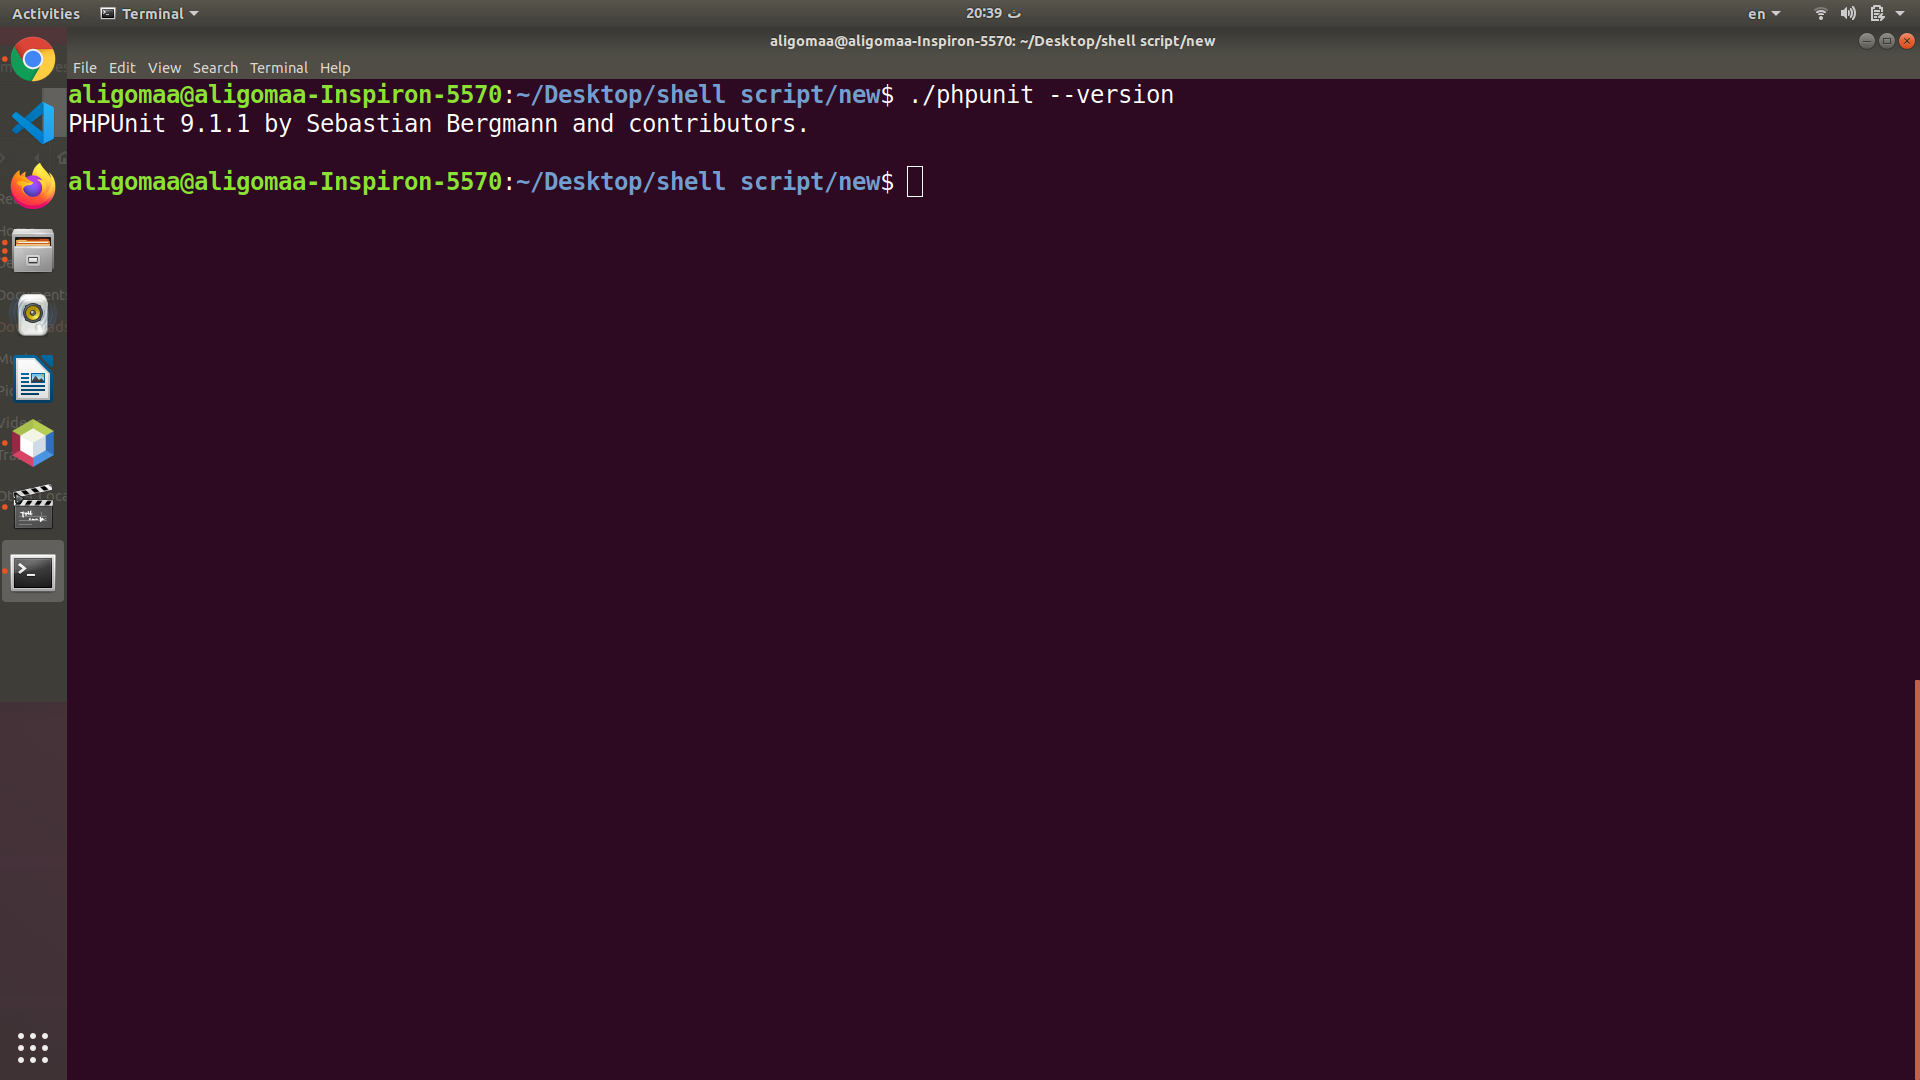 Activities Terminal 20:39 ث en
aligomaa@aligomaa-Inspiron-5570: ~/Desktop/shell script/new
File Edit View Search Terminal Help
aligomaa@aligomaa-Inspiron-5570:~/Desktop/shell script/new$ ./phpunit --version
PHPUnit 9.1.1 by Sebastian Bergmann and contributors.
aligomaa@aligomaa-Inspiron-5570:~/Desktop/shell script/new$